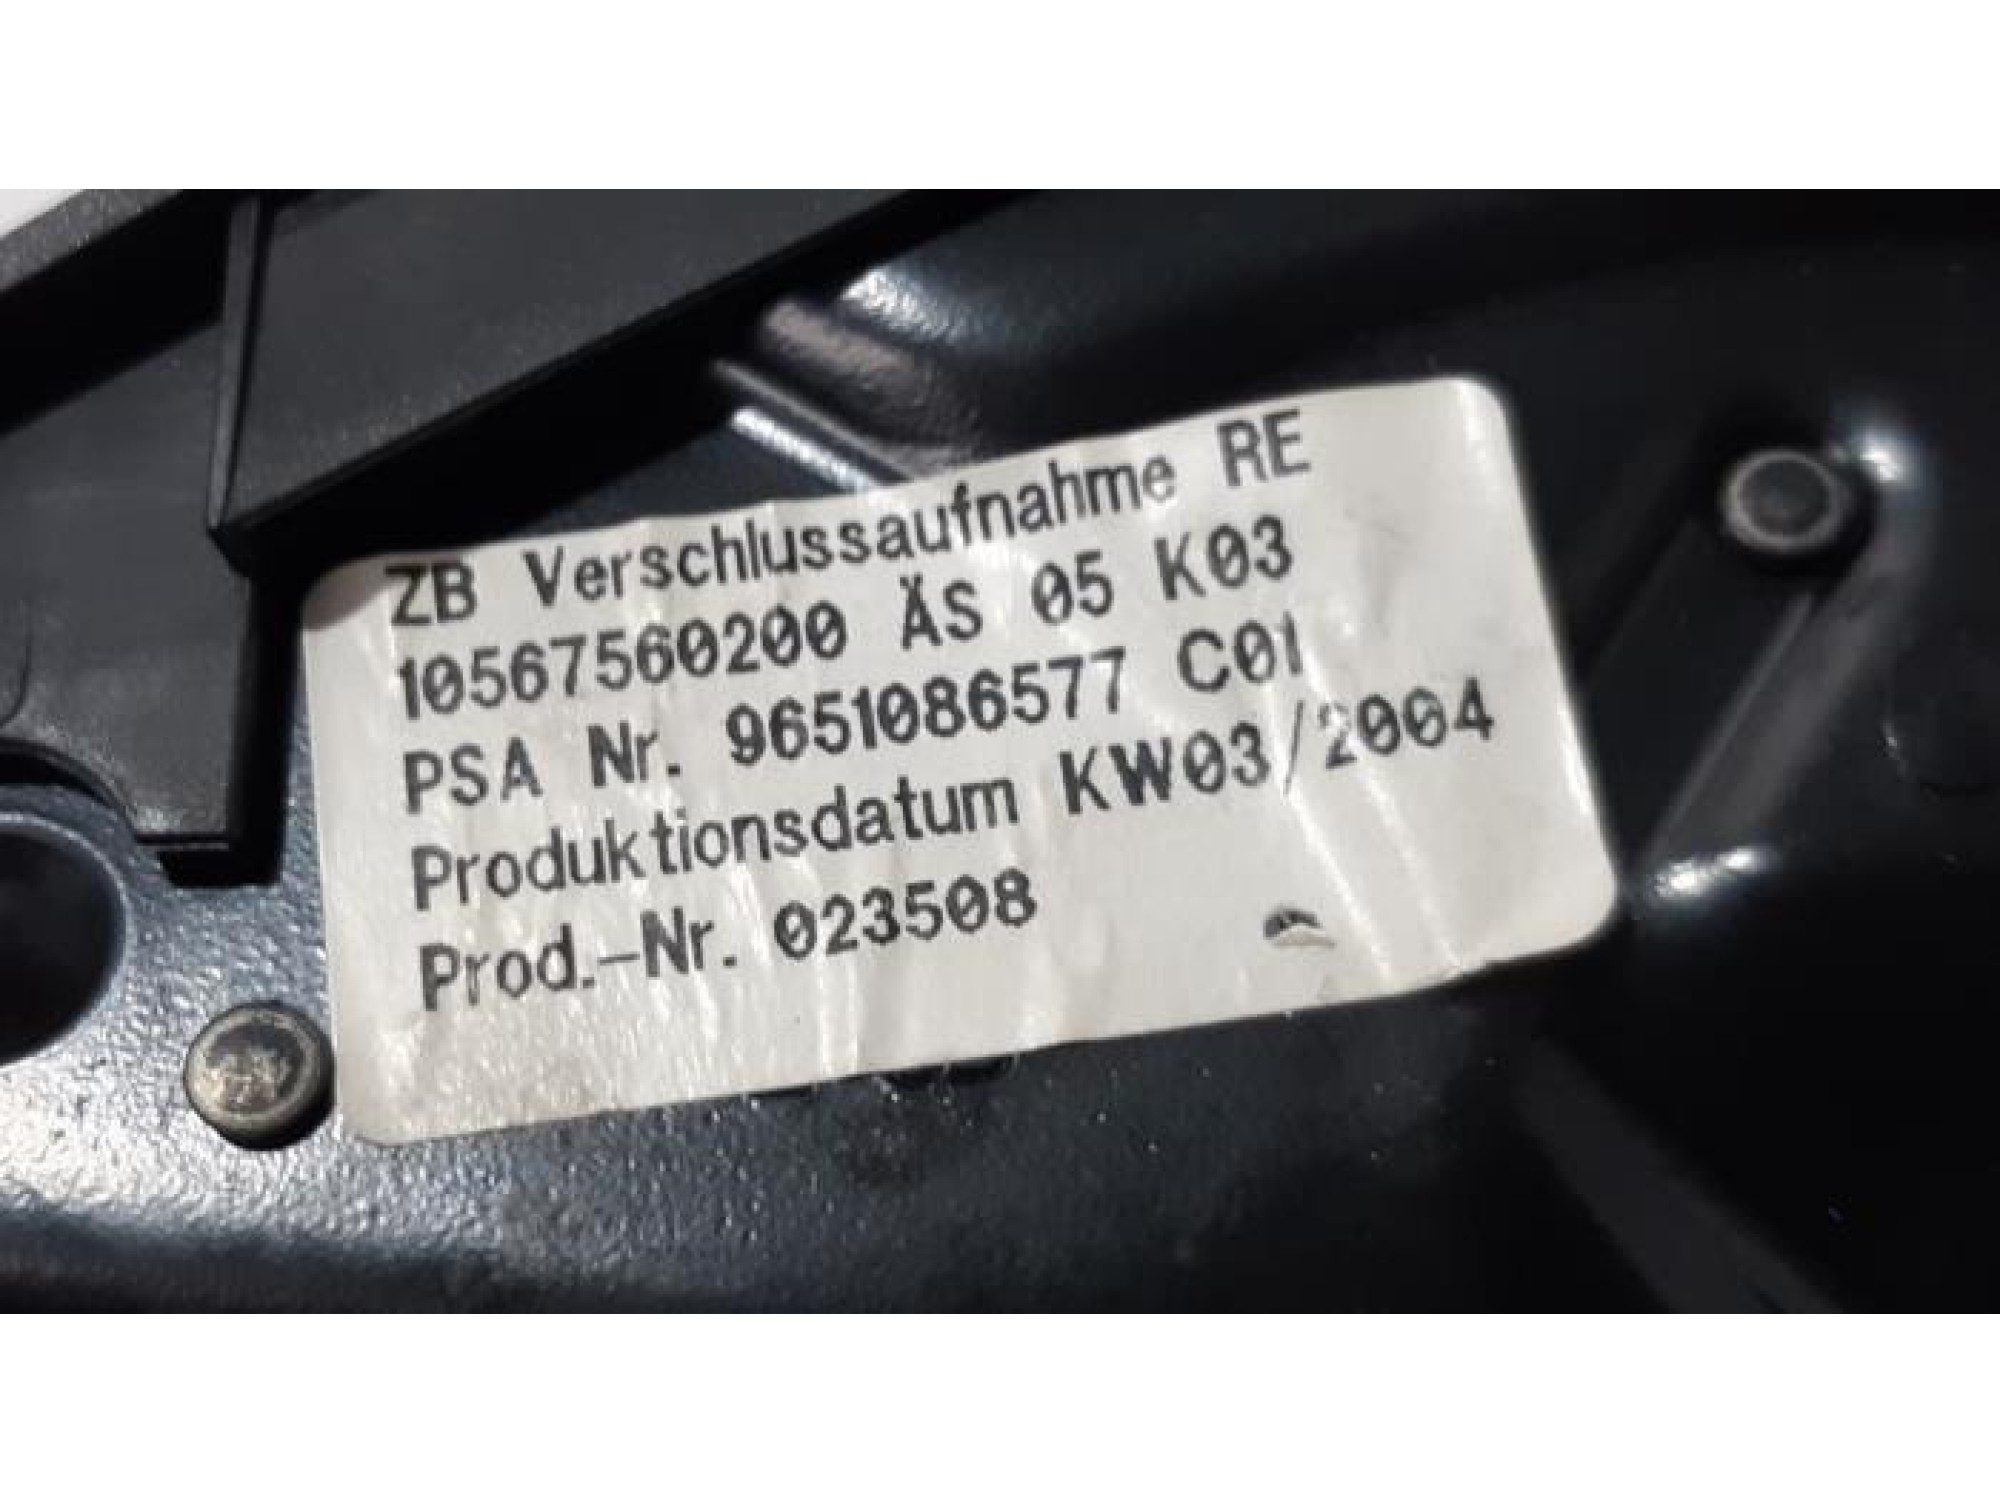 ZB Verschlussaufnahme RE
10567560200 ÄS 05 K03
PSA Nr. 9651086577 C01
Produktionsdatum KW03/2004
Prod.-Nr. 023508